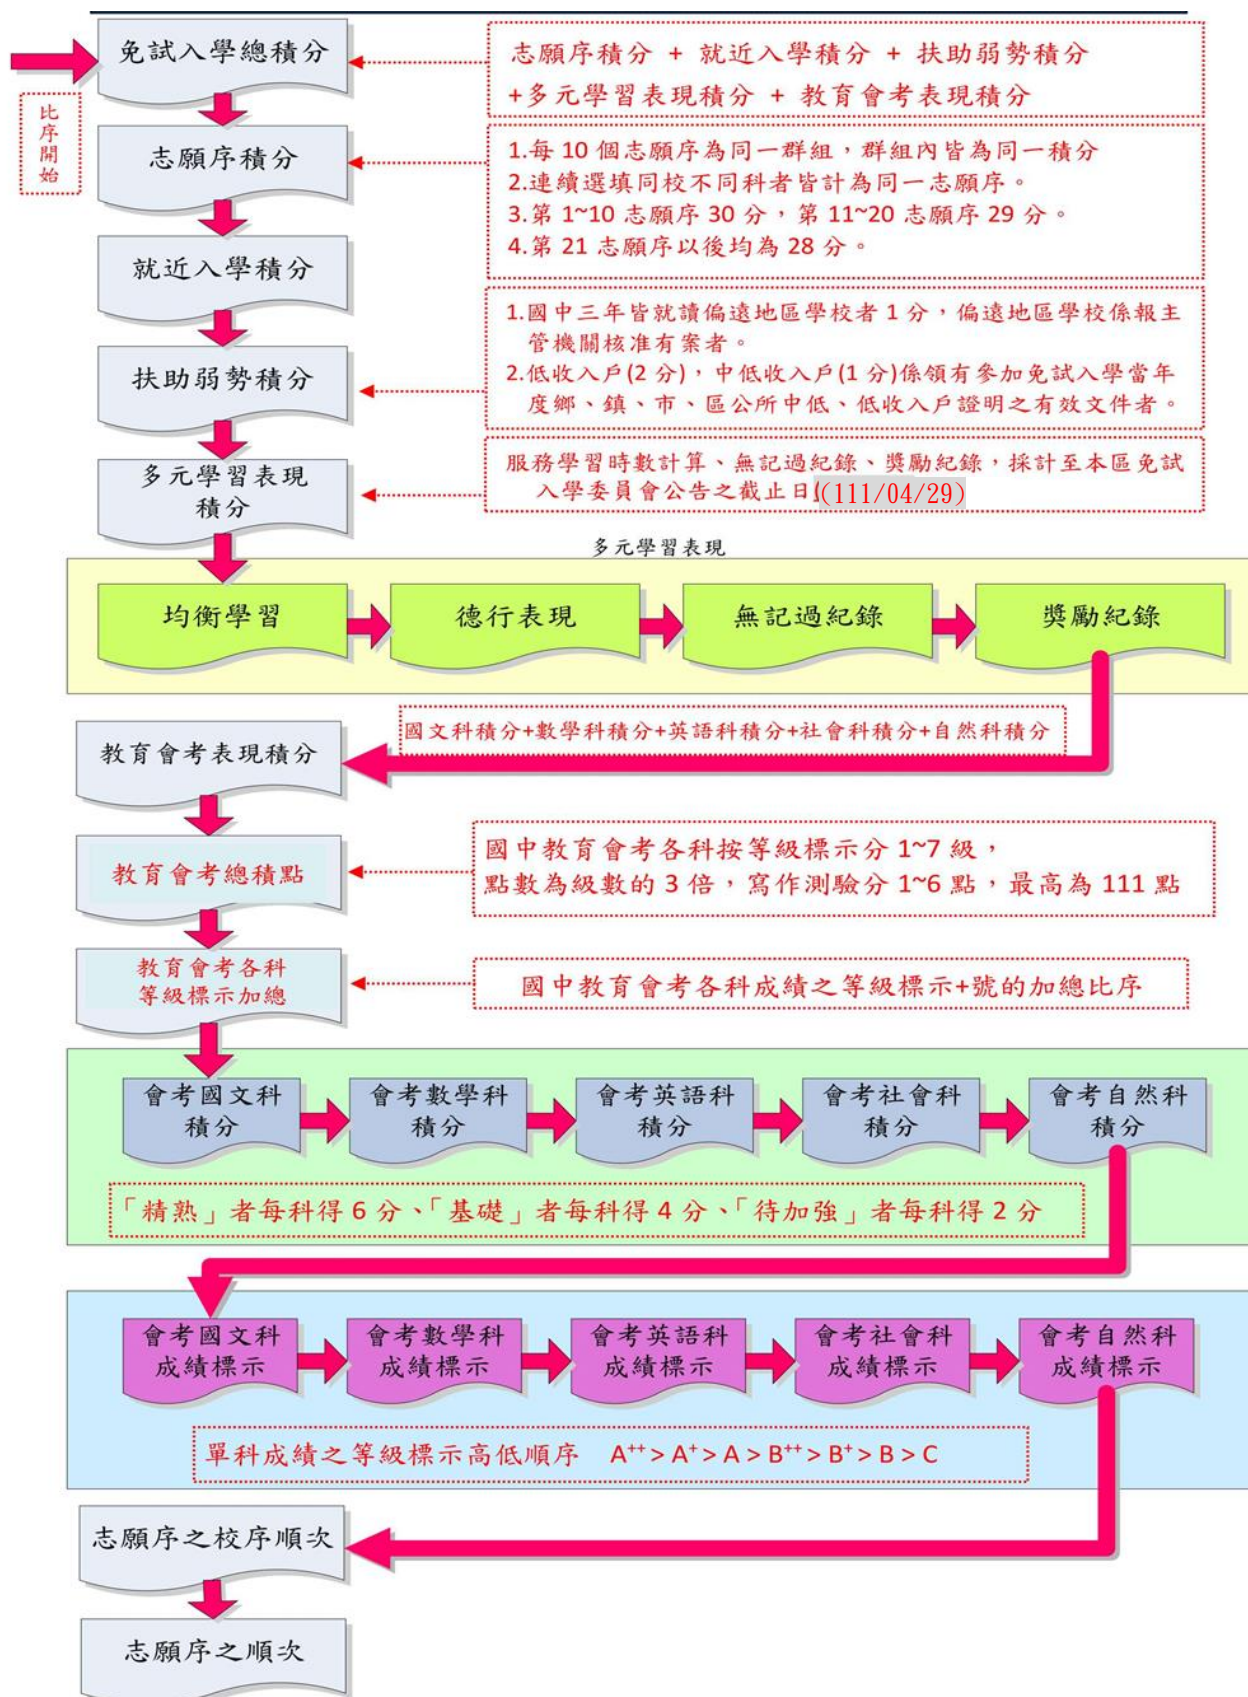 免試入學總積分
志願序積分 + 就近入學積分 + 扶助弱勢積分
+多元學習表現積分 + 教育會考表現積分
比序開始
志願序積分
1.每 10 個志願序為同一群組，群組內皆為同一積分
2.連續選填同校不同科者皆計為同一志願序。
3.第 1~10 志願序 30 分，第 11~20 志願序 29 分。
4.第 21 志願序以後均為 28 分。
就近入學積分
扶助弱勢積分
1.國中三年皆就讀偏遠地區學校者 1 分，偏遠地區學校係報主
管機關核准有案者。
2.低收入戶(2 分)，中低收入戶(1 分)係領有參加免試入學當年
度鄉、鎮、市、區公所中低、低收入戶證明之有效文件者。
多元學習表現
積分
服務學習時數計算、無記過紀錄、獎勵紀錄，採計至本區免試
入學委員會公告之截止日(111/04/29)
多元學習表現
均衡學習
德行表現
無記過紀錄
獎勵紀錄
國文科積分+數學科積分+英語科積分+社會科積分+自然科積分
教育會考表現積分
教育會考總積點
國中教育會考各科按等級標示分 1~7 級，
點數為級數的 3 倍，寫作測驗分 1~6 點，最高為 111 點
教育會考各科
等級標示加總
國中教育會考各科成績之等級標示+號的加總比序
會考國文科
積分
會考數學科
積分
會考英語科
積分
會考社會科
積分
會考自然科
積分
「精熟」者每科得 6 分、「基礎」者每科得 4 分、「待加強」者每科得 2 分
會考國文科
成績標示
會考數學科
成績標示
會考英語科
成績標示
會考社會科
成績標示
會考自然科
成績標示
單科成績之等級標示高低順序 A⁺⁺ > A⁺ > A > B⁺⁺ > B⁺ > B > C
志願序之校序順次
志願序之順次